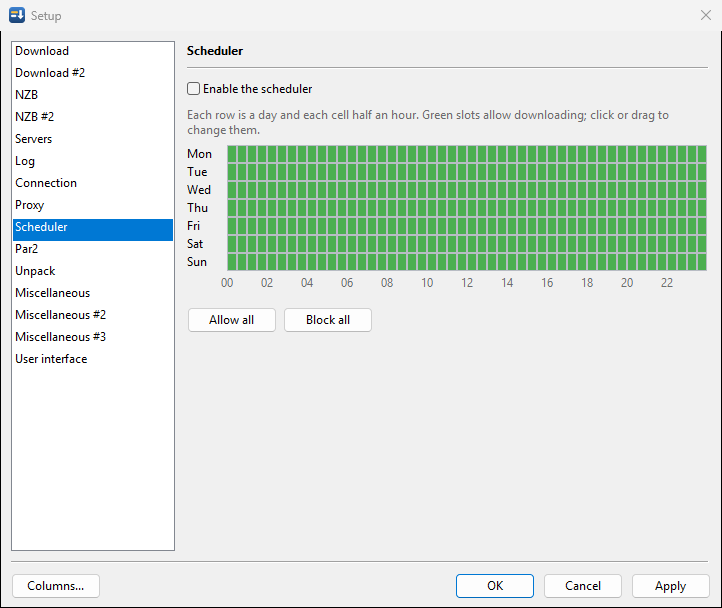 Setup
Download
Download #2
NZB
NZB #2
Servers
Log
Connection
Proxy
Scheduler
Par2
Unpack
Miscellaneous
Miscellaneous #2
Miscellaneous #3
User interface
Scheduler
Enable the scheduler
Each row is a day and each cell half an hour. Green slots allow downloading; click or drag to
change them.
Mon
Tue
Wed
Thu
Fri
Sat
Sun
00 02 04 06 08 10 12 14 16 18 20 22
Allow all Block all
Columns... OK Cancel Apply